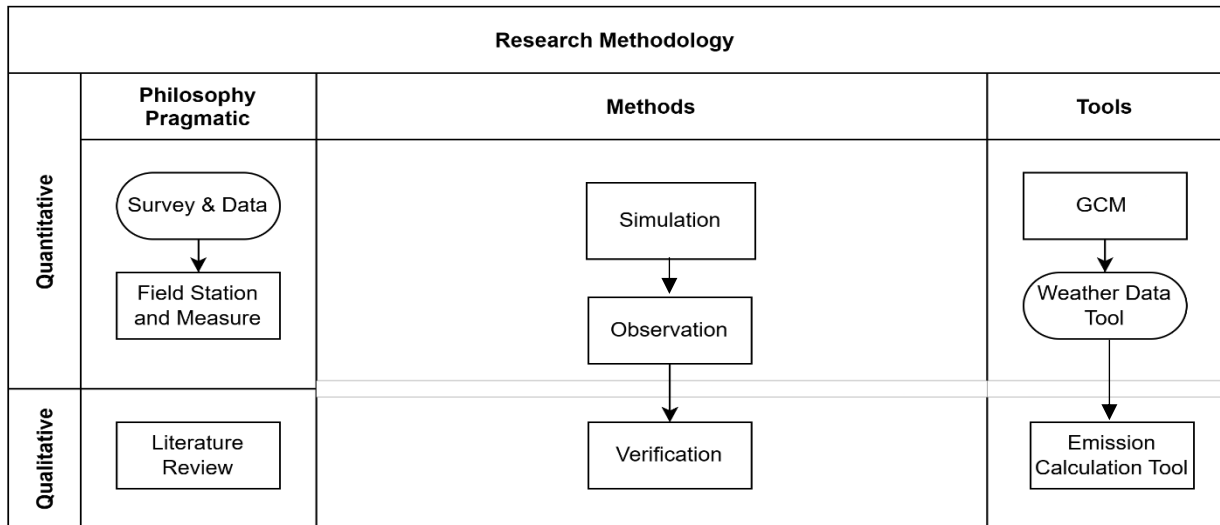 Research Methodology
Philosophy
Pragmatic
Methods
Tools
Quantitative
Survey & Data
Field Station
and Measure
Simulation
Observation
GCM
Weather Data
Tool
Qualitative
Literature
Review
Verification
Emission
Calculation Tool